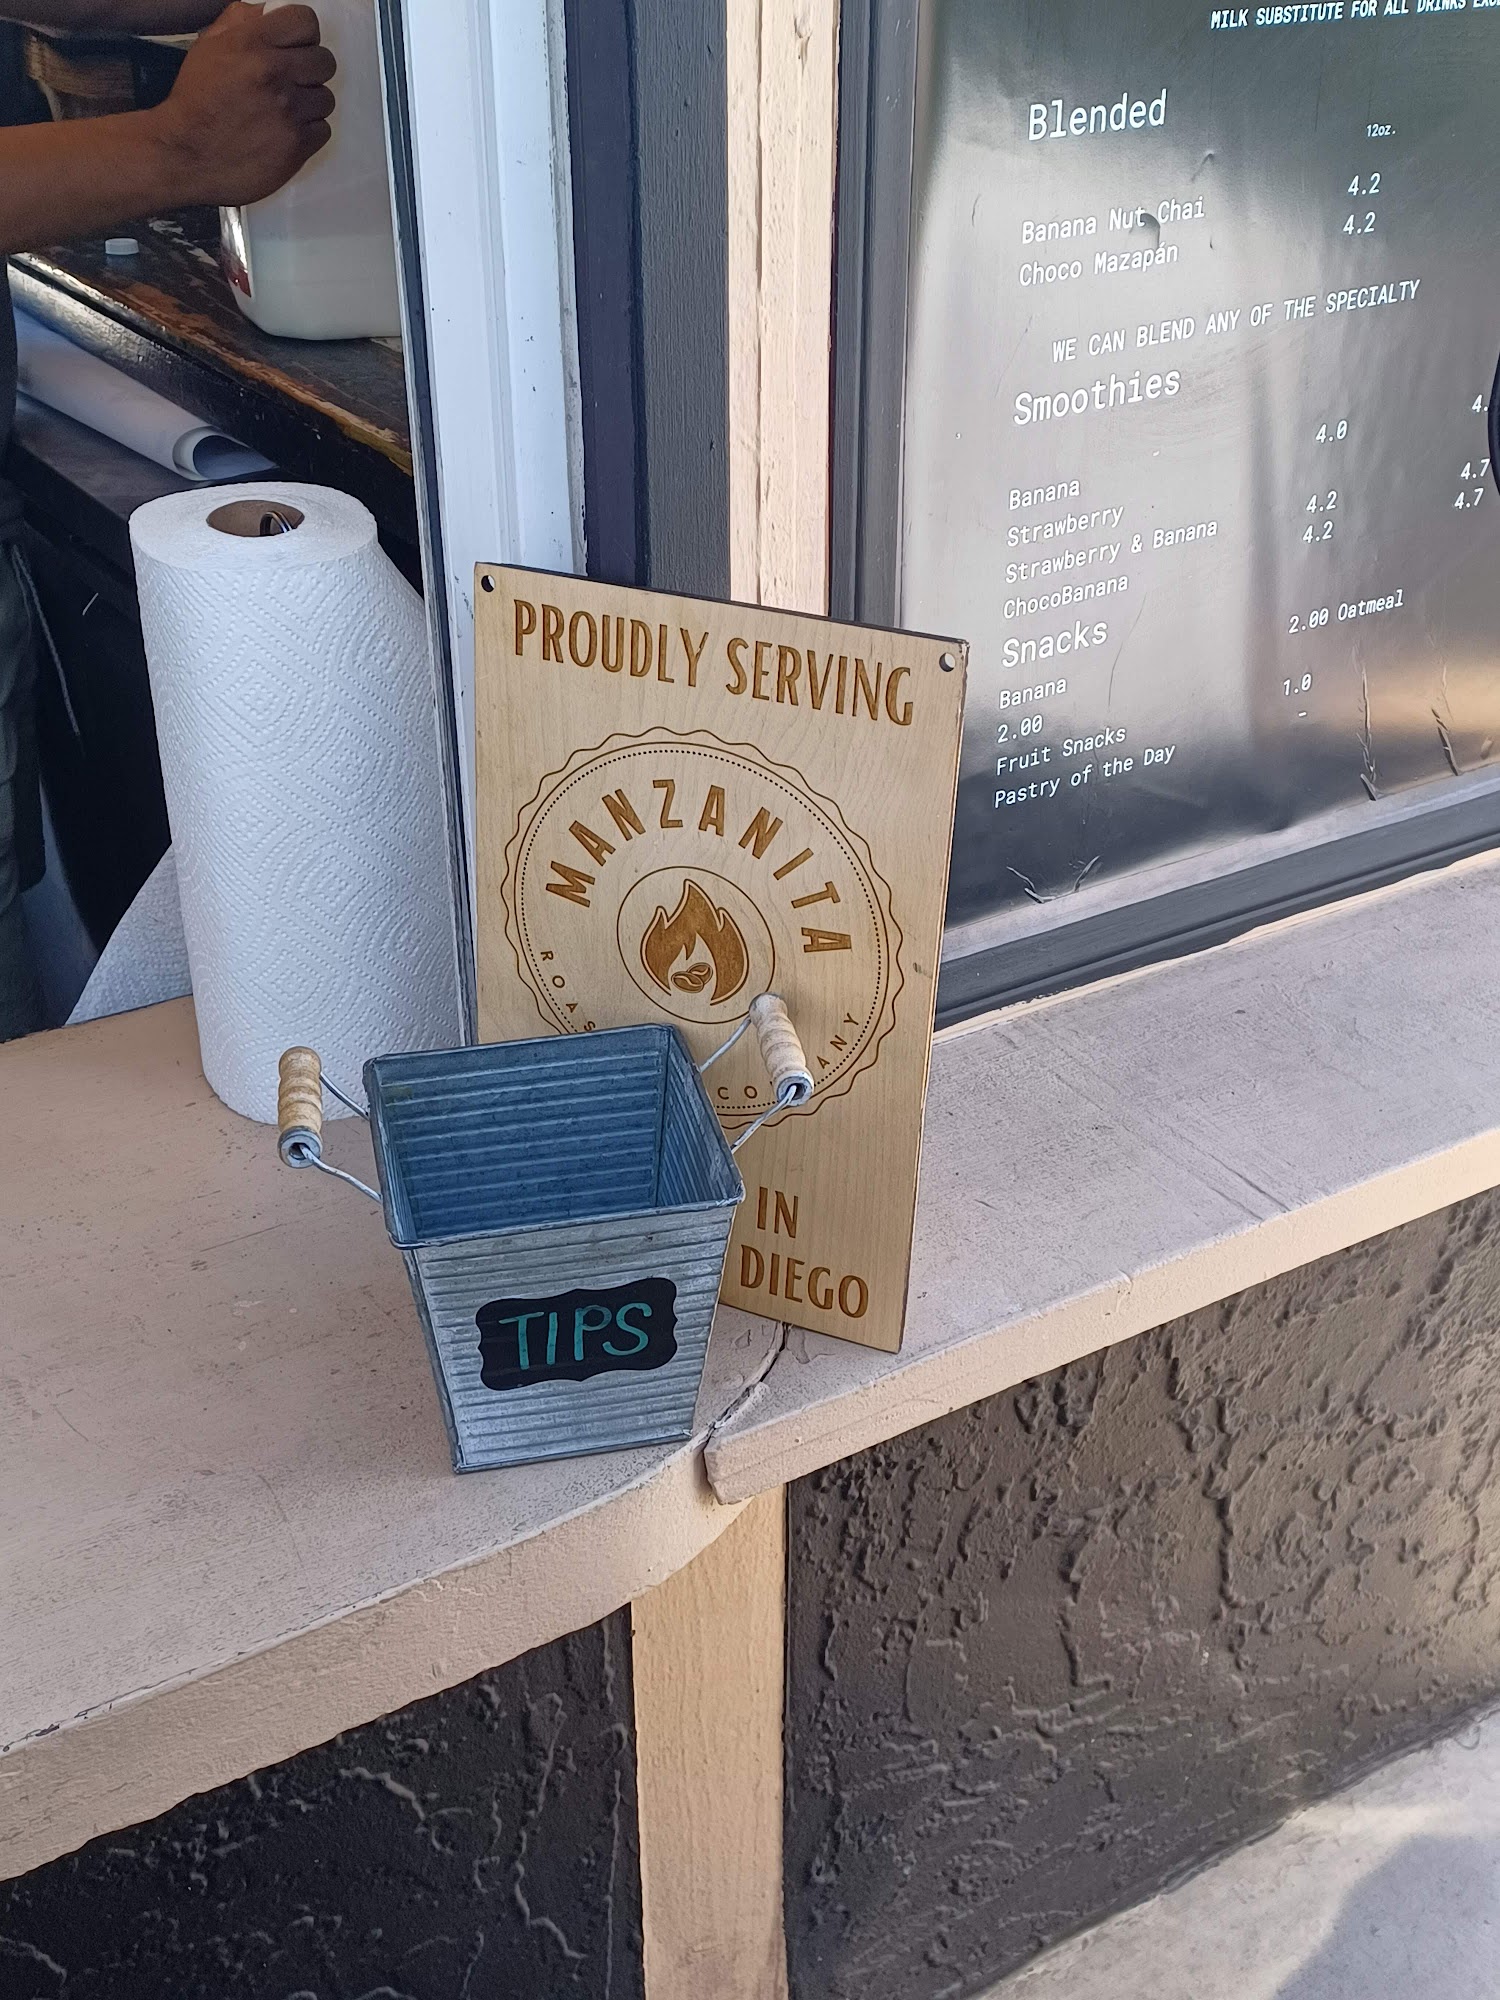 PROUDLY SERVING
MANZANITA
CO
ANY
IN
DIEGO
TIPS
MILK SUBSTITUTE FOR ALL DRINKS
Blended
12oz.
Banana Nut Chai 4.2
Choco Mazapán 4.2
WE CAN BLEND ANY OF THE SPECIALTY
Smoothies
4.0
Banana
Strawberry 4.2 4.7
Strawberry & Banana 4.2 4.7
ChocoBanana
Snacks
2.00 Oatmeal
Banana 1.0
2.00 -
Fruit Snacks
Pastry of the Day